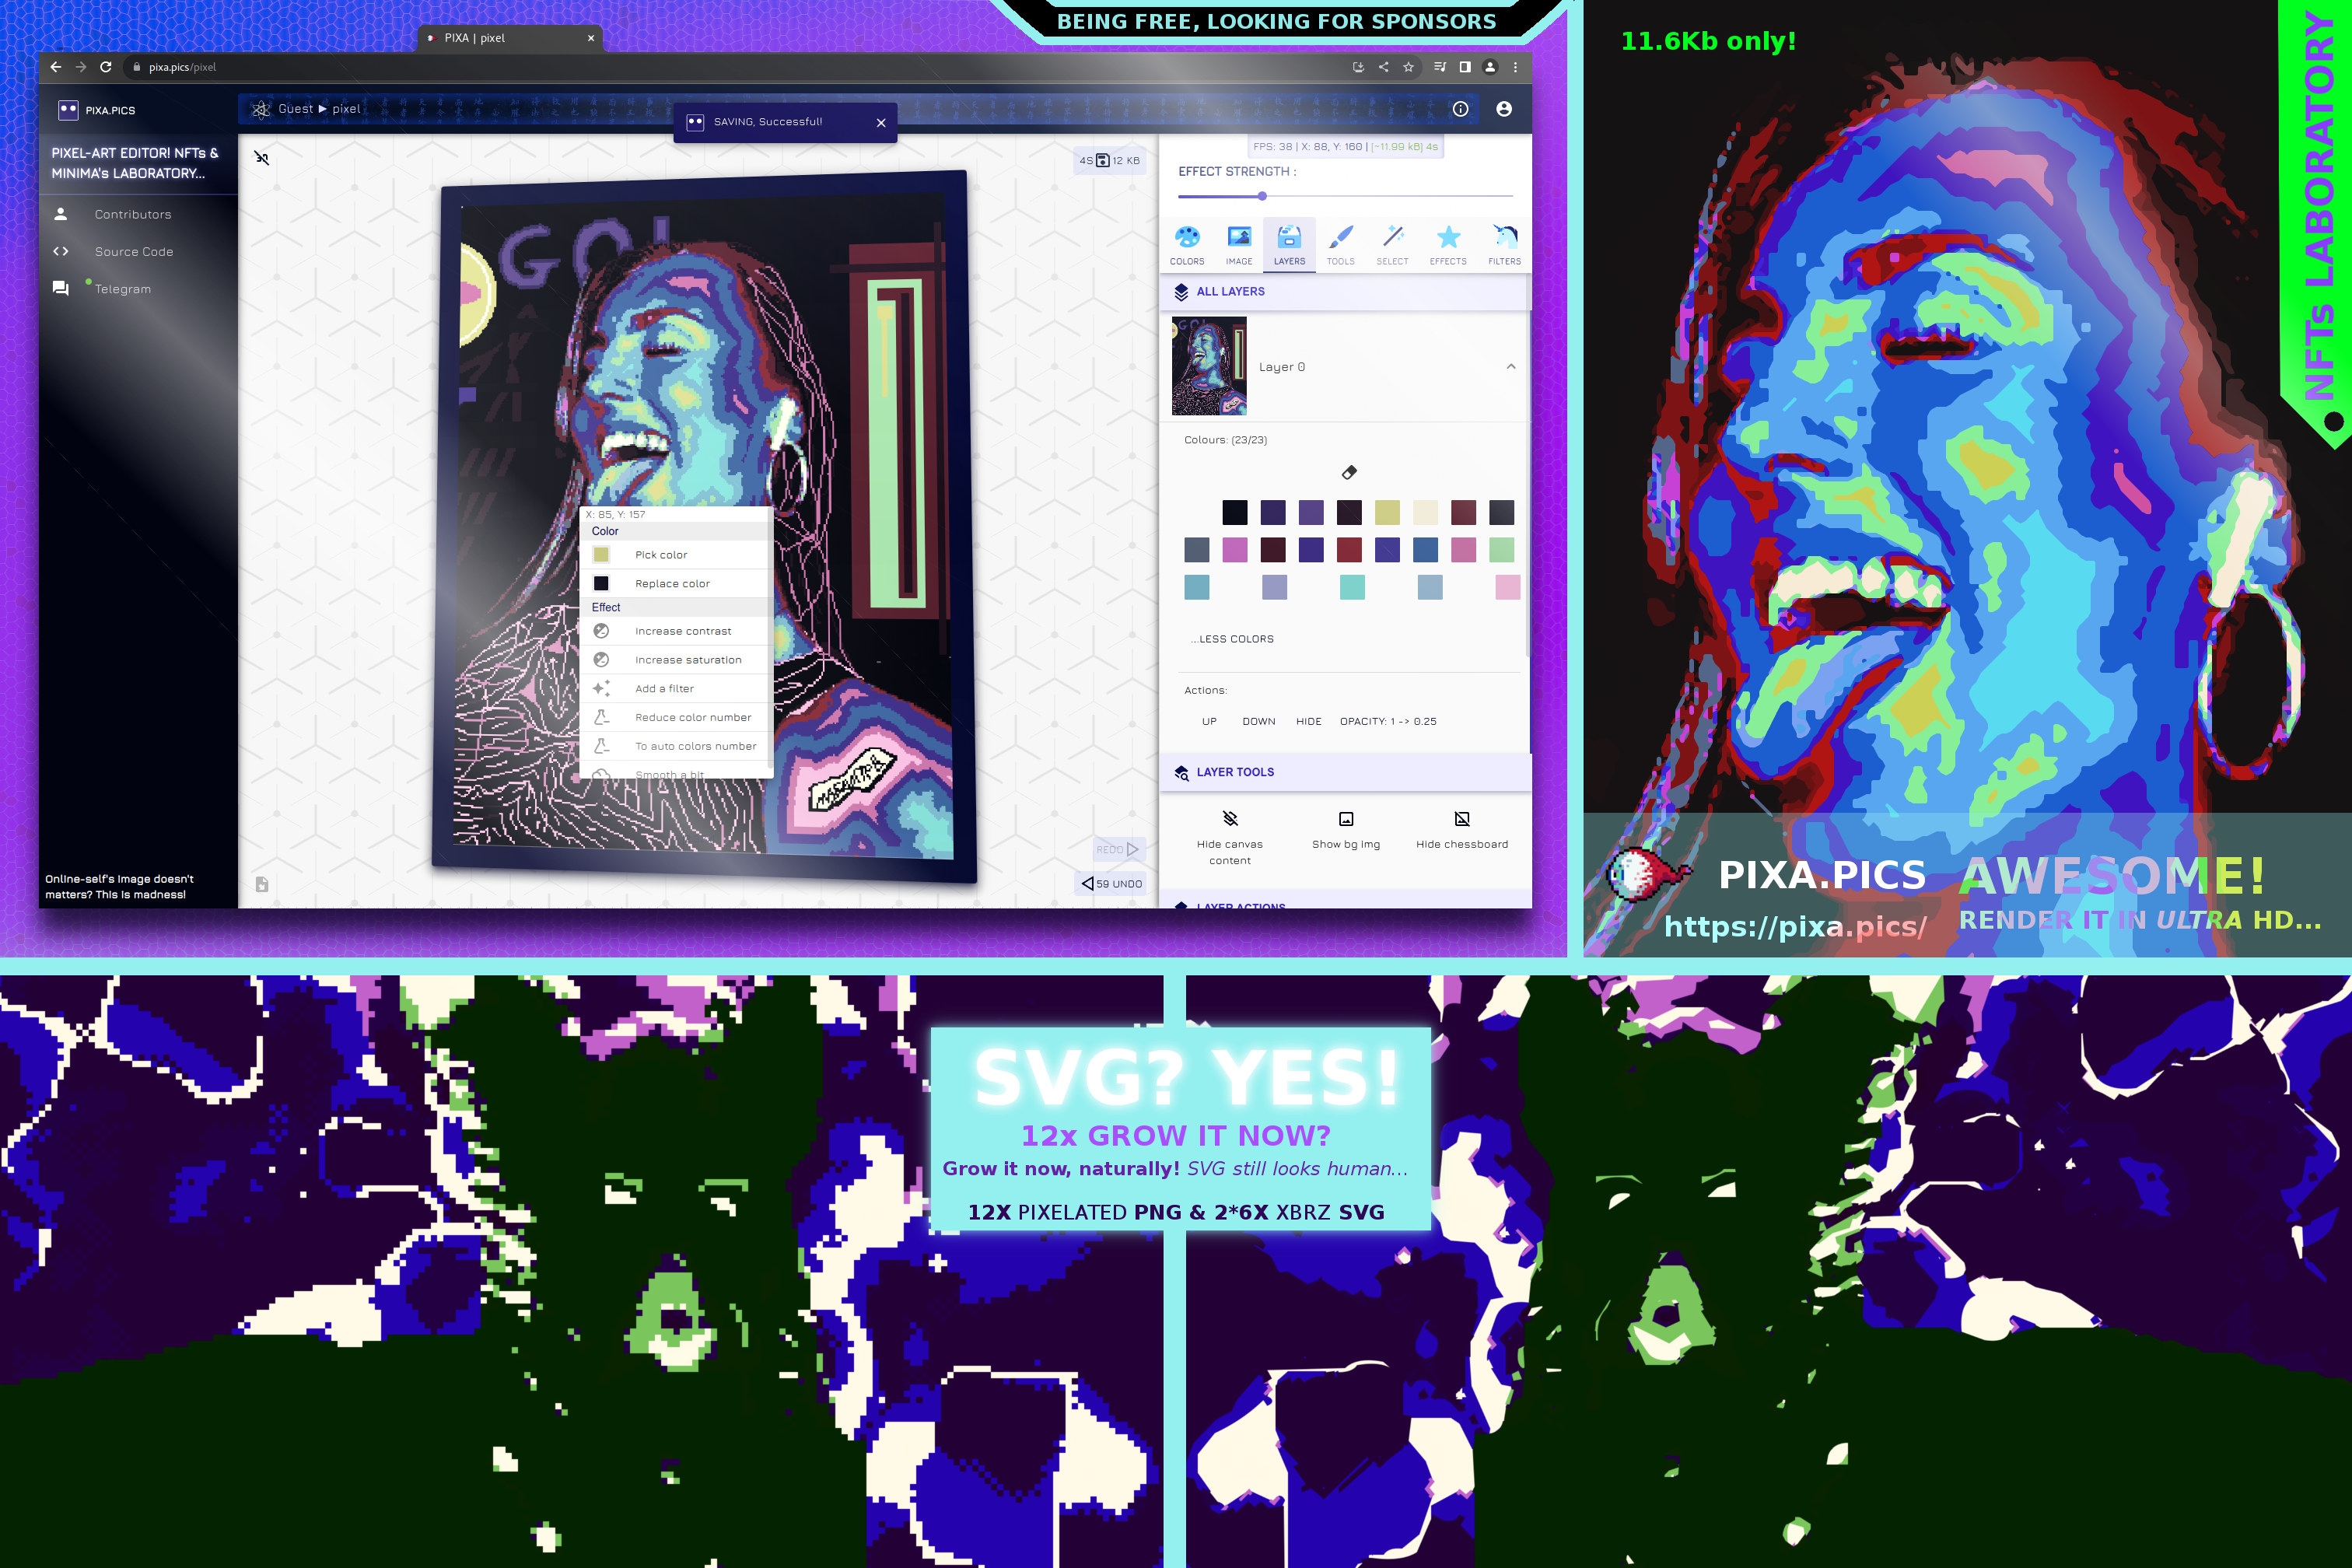 BEING FREE, LOOKING FOR SPONSORS
PIXA | pixel
pixa.pics/pixel
PIXA.PICS
Guest ► pixel
SAVING, Successful!
PIXEL-ART EDITOR! NFTs &
MINIMA's LABORATORY...
Contributors
Source Code
Telegram
Online-self's image doesn't
matters? This is madness!
4S 12 KB
GO
MASCATOR
X: 85, Y: 157
Color
Pick color
Replace color
Effect
Increase contrast
Increase saturation
Add a filter
Reduce color number
To auto colors number
Smooth a bit
REDO
59 UNDO
FPS: 38 | X: 88, Y: 160 | (~11.99 kB) 4s
EFFECT STRENGTH :
COLORS IMAGE LAYERS TOOLS SELECT EFFECTS FILTERS
ALL LAYERS
Layer 0
Colours: (23/23)
...LESS COLORS
Actions:
UP DOWN HIDE OPACITY: 1 -> 0.25
LAYER TOOLS
Hide canvas
content
Show bg img
Hide chessboard
LAYER ACTIONS
11.6Kb only!
NFTs LABORATORY
PIXA.PICS
https://pixa.pics/
AWESOME!
RENDER IT IN ULTRA HD...
SVG? YES!
12x GROW IT NOW?
Grow it now, naturally! SVG still looks human...
12X PIXELATED PNG & 2*6X XBRZ SVG